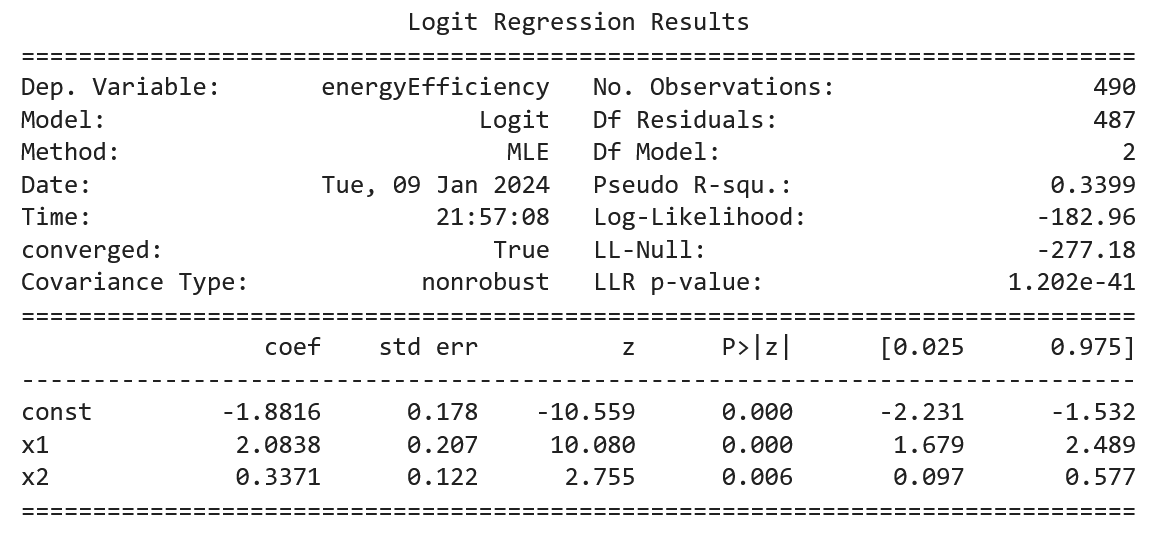 Logit Regression Results
==============================================================================
Dep. Variable:       energyEfficiency   No. Observations:                  490
Model:                          Logit   Df Residuals:                      487
Method:                           MLE   Df Model:                            2
Date:                Tue, 09 Jan 2024   Pseudo R-squ.:                  0.3399
Time:                        21:57:08   Log-Likelihood:                -182.96
converged:                       True   LL-Null:                       -277.18
Covariance Type:            nonrobust   LLR p-value:                 1.202e-41
==============================================================================
                 coef    std err          z      P>|z|      [0.025      0.975]
------------------------------------------------------------------------------
const         -1.8816      0.178    -10.559      0.000      -2.231      -1.532
x1             2.0838      0.207     10.080      0.000       1.679       2.489
x2             0.3371      0.122      2.755      0.006       0.097       0.577
==============================================================================